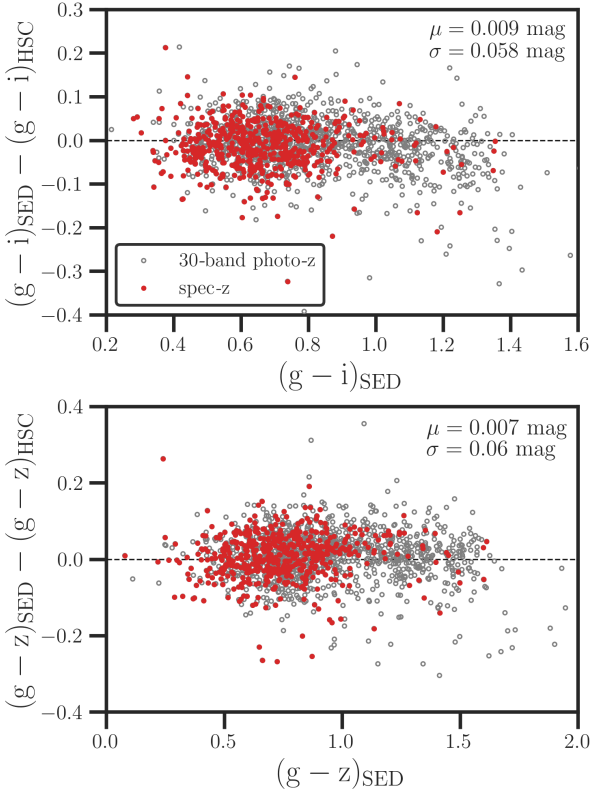 0.3
0.2
0.1
0.0
−0.1
−0.2
−0.3
−0.4
(g − i)SED − (g − i)HSC
μ = 0.009 mag
σ = 0.058 mag
30-band photo-z
spec-z
0.2 0.4 0.6 0.8 1.0 1.2 1.4 1.6
(g − i)SED
0.4
0.2
0.0
−0.2
−0.4
(g − z)SED − (g − z)HSC
μ = 0.007 mag
σ = 0.06 mag
0.0 0.5 1.0 1.5 2.0
(g − z)SED